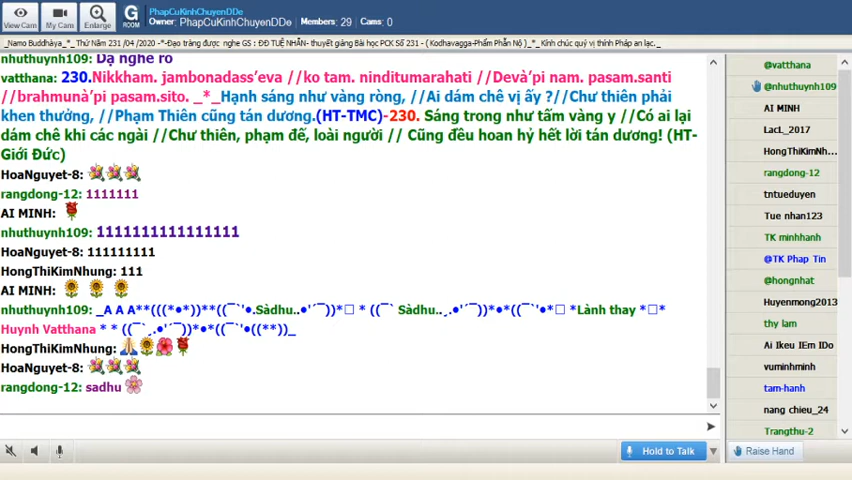 PhapCuKinhChuyenDDe
Owner: PhapCuKinhChuyenDDe Members: 29 Cams: 0
View Cam
My Cam
Enlarge
G
ROOM
_Namo Buddhàya_*_ Thứ Năm 231 /04 /2020 -*-Đạo tràng được nghe GS : ĐĐ TUỆ NHẪN- thuyết giảng Bài học PCK Số 231 - ( Kodhavagga-Phẩm Phẫn Nộ )_*_ Kính chúc quý vị thính Pháp an lạc._
nhuthuynh109: Dạ nghe rõ
vatthana: 230.Nikkham. jambonadass'eva //ko tam. ninditumarahati //Devà'pi nam. pasam.santi
//brahmunà'pi pasam.sito. _*_Hạnh sáng như vàng ròng, //Ai dám chê vị ấy ?//Chư thiên phải
khen thưởng, //Phạm Thiên cũng tán dương.(HT-TMC)-230. Sáng trong như tấm vàng y //Có ai lại
dám chê khi các ngài //Chư thiên, phạm đế, loài người // Cũng đều hoan hỷ hết lời tán dương! (HT-
Giới Đức)
HoaNguyet-8:
rangdong-12: 1111111
AI MINH:
nhuthuynh109: 1111111111111111
HoaNguyet-8: 111111111
HongThiKimNhung: 111
AI MINH:
nhuthuynh109: _A A A**(((*•*))**((¯`'•.Sàdhu..•'´¯))*□ * ((¯` Sàdhu..¸.•'´¯))*•*((¯`'•*□ *Lành thay *□*
Huynh Vatthana * * ((¯`¸.•'´¯))*•*((¯`'•((**))_
HongThiKimNhung:
HoaNguyet-8:
rangdong-12: sadhu
Hold to Talk
@vatthana
@nhuthuynh109
AI MINH
LacL_2017
HongThiKimNh...
rangdong-12
tntueduyen
Tue nhan123
TK minhhanh
@TK Phap Tin
@hongnhat
Huyenmong2013
thy lam
Ai Ikeu IEm IDo
vuminhminh
tam-hanh
nang chieu_24
Trangthu-2
Raise Hand